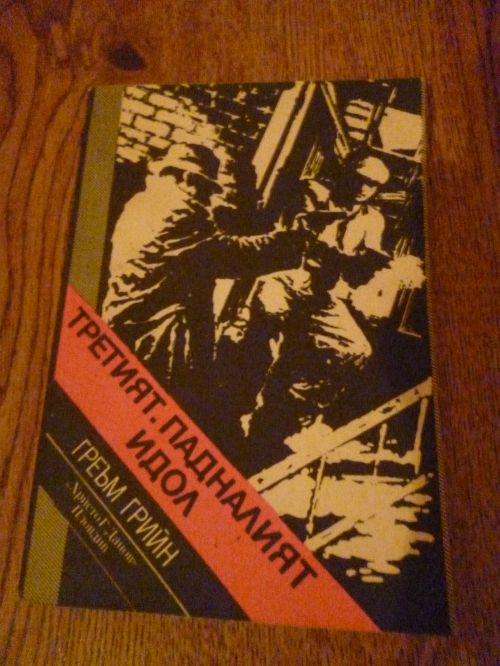 ТРЕТИЯТ. ПАДНАЛИЯТ
ИДОЛ
ГРЕЪМ ГРИЙН
„Христо Г. Данов“
Пловдив